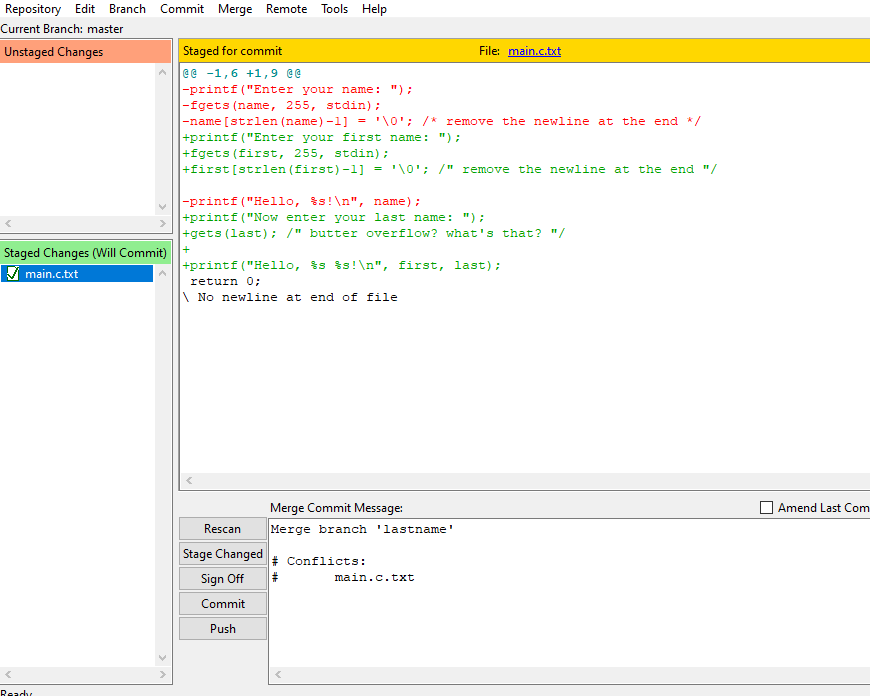 Repository Edit Branch Commit Merge Remote Tools Help
Current Branch: master
Unstaged Changes
Staged for commit File: main.c.txt
@@ -1,6 +1,9 @@
-printf("Enter your name: ");
-fgets(name, 255, stdin);
-name[strlen(name)-1] = '\0'; /* remove the newline at the end */
+printf("Enter your first name: ");
+fgets(first, 255, stdin);
+first[strlen(first)-1] = '\0'; /" remove the newline at the end "/
-printf("Hello, %s!\n", name);
+printf("Now enter your last name: ");
+gets(last); /" butter overflow? what's that? "/
+
+printf("Hello, %s %s!\n", first, last);
return 0;
\ No newline at end of file
Staged Changes (Will Commit)
main.c.txt
Merge Commit Message:
Amend Last Com
Rescan
Stage Changed
Sign Off
Commit
Push
Merge branch 'lastname'
# Conflicts:
# main.c.txt
Ready